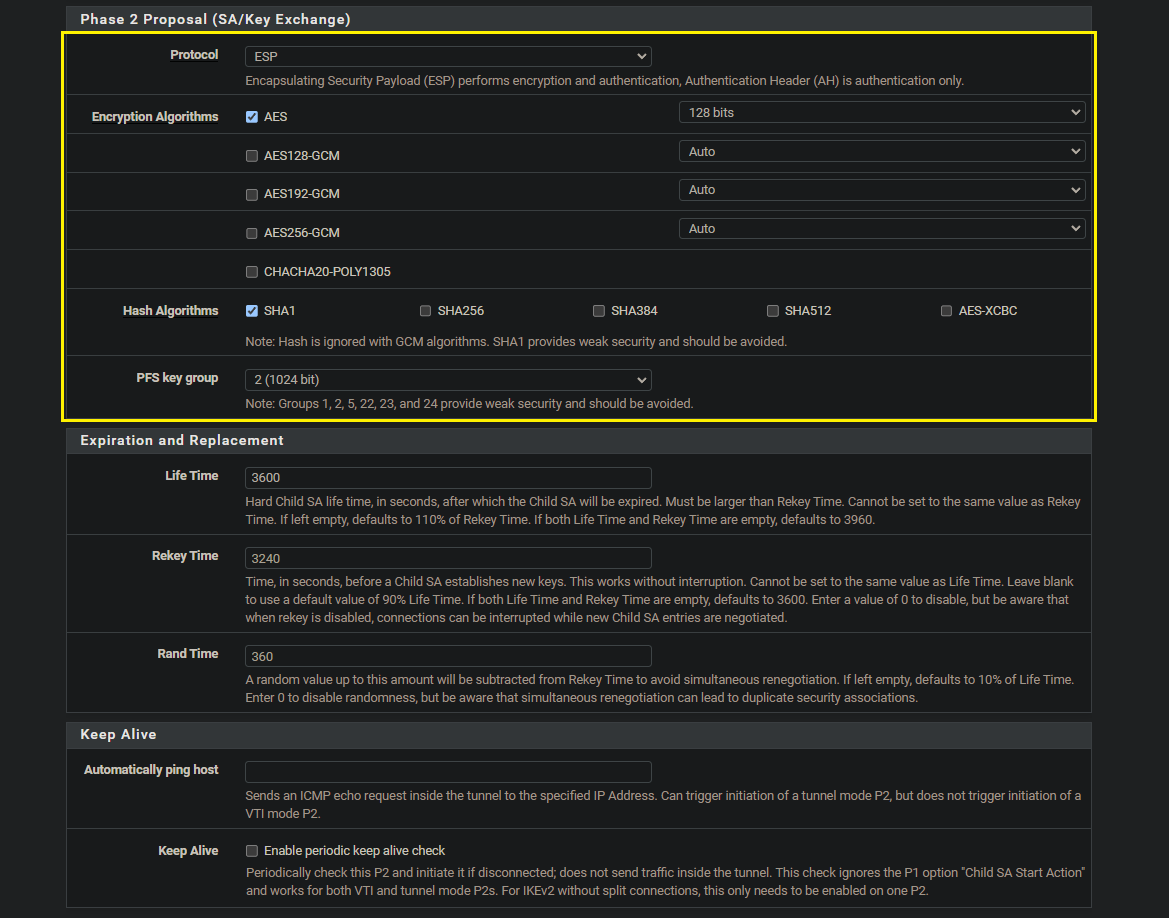 Phase 2 Proposal (SA/Key Exchange)
Protocol
ESP
Encapsulating Security Payload (ESP) performs encryption and authentication, Authentication Header (AH) is authentication only.
Encryption Algorithms
AES
128 bits
AES128-GCM
Auto
AES192-GCM
Auto
AES256-GCM
Auto
CHACHA20-POLY1305
Hash Algorithms
SHA1
SHA256
SHA384
SHA512
AES-XCBC
Note: Hash is ignored with GCM algorithms. SHA1 provides weak security and should be avoided.
PFS key group
2 (1024 bit)
Note: Groups 1, 2, 5, 22, 23, and 24 provide weak security and should be avoided.
Expiration and Replacement
Life Time
3600
Hard Child SA life time, in seconds, after which the Child SA will be expired. Must be larger than Rekey Time. Cannot be set to the same value as Rekey
Time. If left empty, defaults to 110% of Rekey Time. If both Life Time and Rekey Time are empty, defaults to 3960.
Rekey Time
3240
Time, in seconds, before a Child SA establishes new keys. This works without interruption. Cannot be set to the same value as Life Time. Leave blank
to use a default value of 90% Life Time. If both Life Time and Rekey Time are empty, defaults to 3600. Enter a value of 0 to disable, but be aware that
when rekey is disabled, connections can be interrupted while new Child SA entries are negotiated.
Rand Time
360
A random value up to this amount will be subtracted from Rekey Time to avoid simultaneous renegotiation. If left empty, defaults to 10% of Life Time.
Enter 0 to disable randomness, but be aware that simultaneous renegotiation can lead to duplicate security associations.
Keep Alive
Automatically ping host
Sends an ICMP echo request inside the tunnel to the specified IP Address. Can trigger initiation of a tunnel mode P2, but does not trigger initiation of a
VTI mode P2.
Keep Alive
Enable periodic keep alive check
Periodically check this P2 and initiate it if disconnected; does not send traffic inside the tunnel. This check ignores the P1 option "Child SA Start Action"
and works for both VTI and tunnel mode P2s. For IKEv2 without split connections, this only needs to be enabled on one P2.